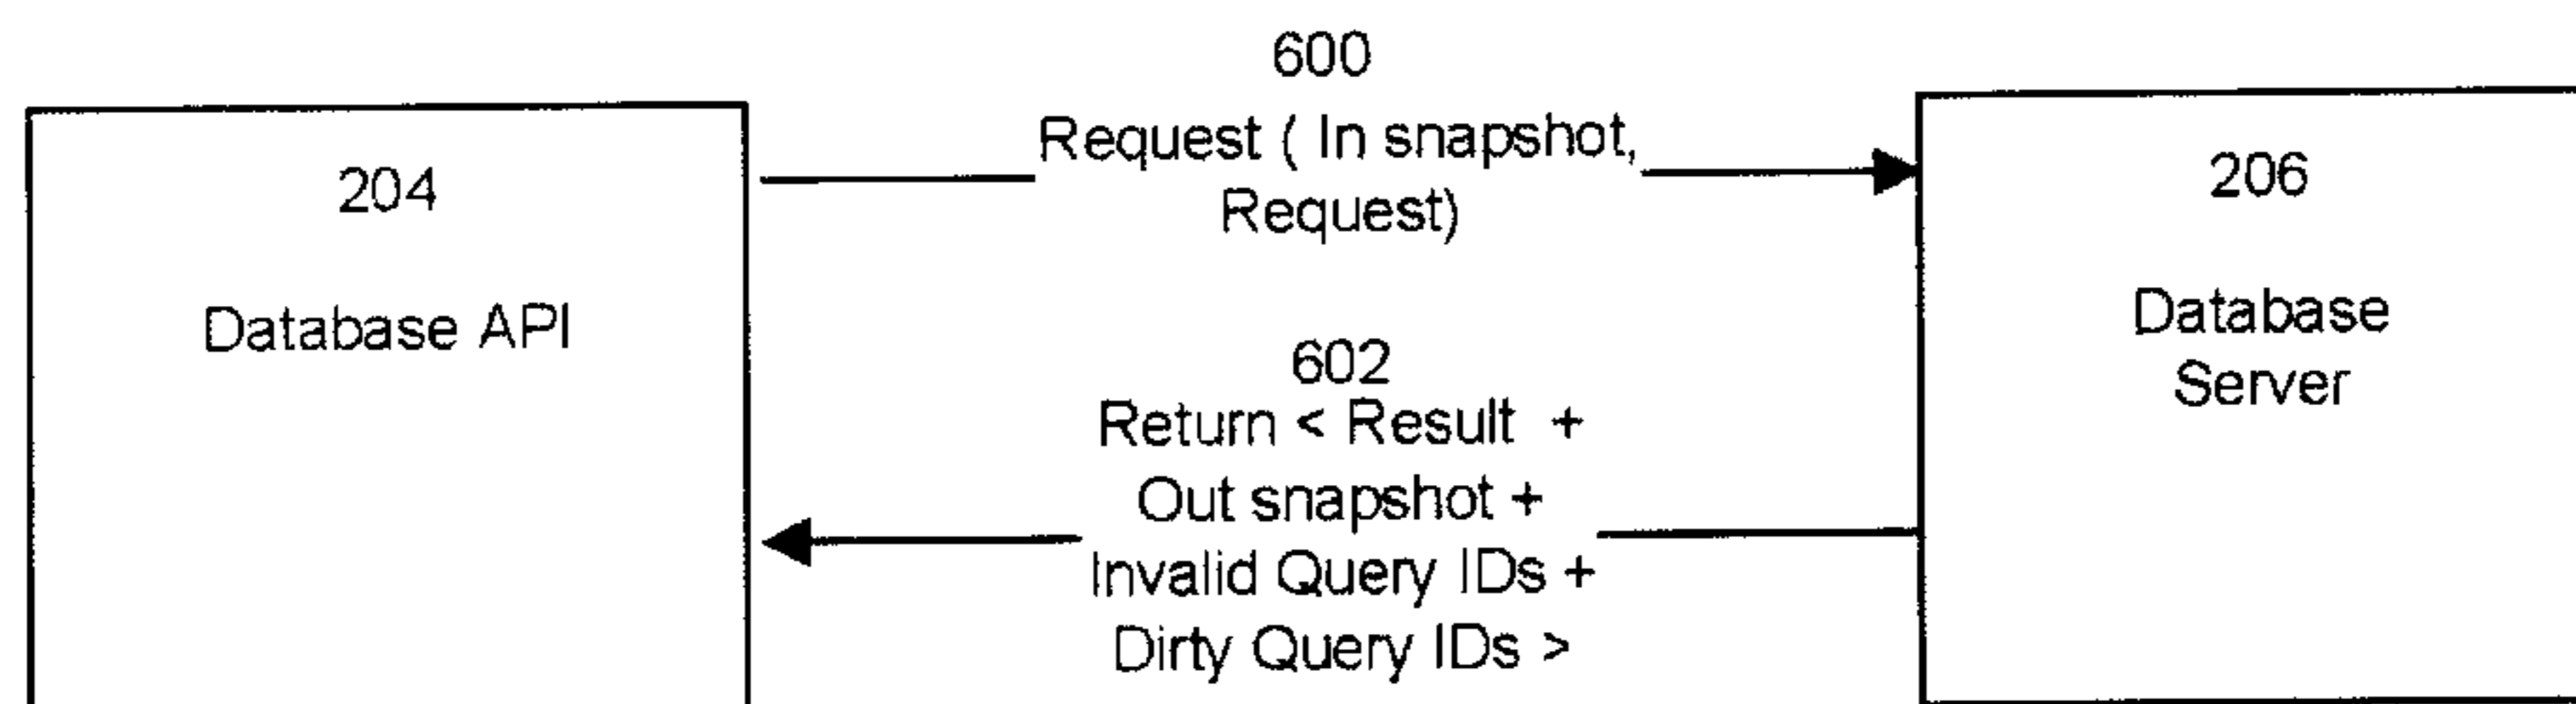 600
Request ( In snapshot,
Request)
204
Database API
206
Database
Server
602
Return < Result +
Out snapshot +
Invalid Query IDs +
Dirty Query IDs >